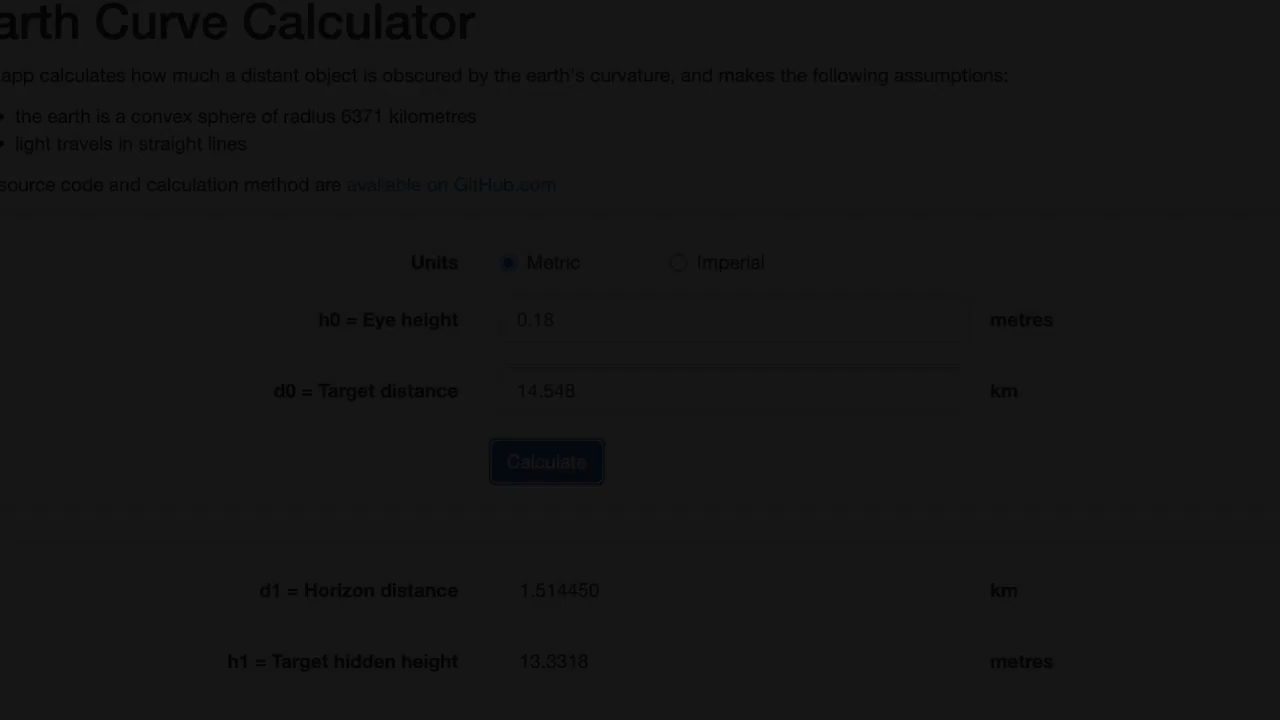 arth Curve Calculator
app calculates how much a distant object is obscured by the earth's curvature, and makes the following assumptions:
• the earth is a convex sphere of radius 6371 kilometres
• light travels in straight lines
source code and calculation method are available on GitHub.com
Units Metric Imperial
h0 = Eye height 0.18 metres
d0 = Target distance 14.548 km
Calculate
d1 = Horizon distance 1.514450 km
h1 = Target hidden height 13.3318 metres